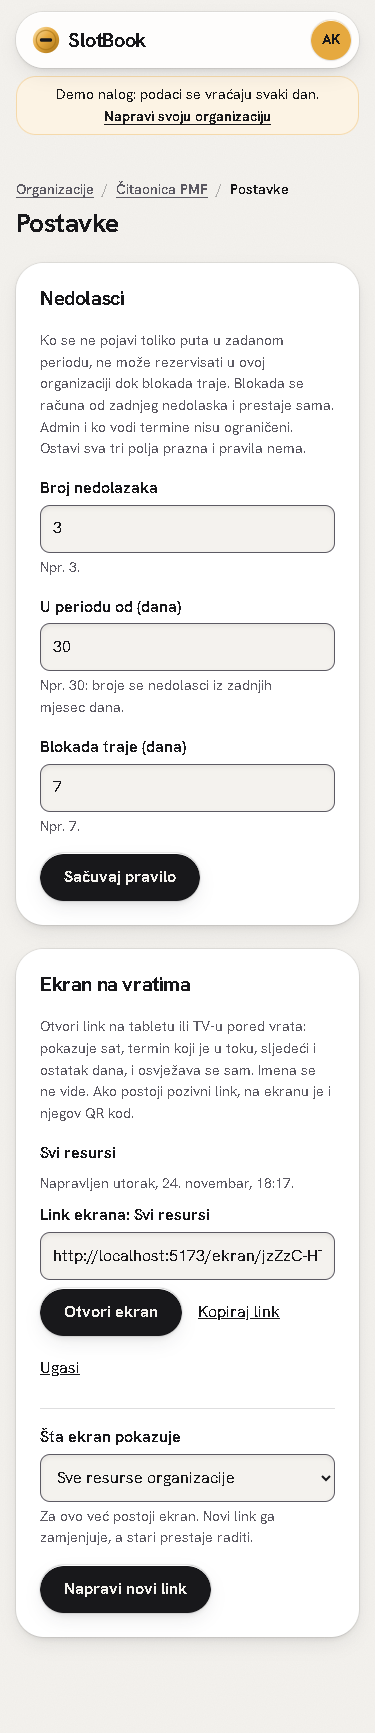 SlotBook
AK
Demo nalog: podaci se vraćaju svaki dan.
Napravi svoju organizaciju
Organizacije / Čitaonica PMF / Postavke
Postavke
Nedolasci
Ko se ne pojavi toliko puta u zadanom
periodu, ne može rezervisati u ovoj
organizaciji dok blokada traje. Blokada se
računa od zadnjeg nedolaska i prestaje sama.
Admin i ko vodi termine nisu ograničeni.
Ostavi sva tri polja prazna i pravila nema.
Broj nedolazaka
3
Npr. 3.
U periodu od (dana)
30
Npr. 30: broje se nedolasci iz zadnjih
mjesec dana.
Blokada traje (dana)
7
Npr. 7.
Sačuvaj pravilo
Ekran na vratima
Otvori link na tabletu ili TV-u pored vrata:
pokazuje sat, termin koji je u toku, sljedeći i
ostatak dana, i osvježava se sam. Imena se
ne vide. Ako postoji pozivni link, na ekranu je i
njegov QR kod.
Svi resursi
Napravljen utorak, 24. novembar, 18:17.
Link ekrana: Svi resursi
http://localhost:5173/ekran/jzZzC-H
Otvori ekran
Kopiraj link
Ugasi
Šta ekran pokazuje
Sve resurse organizacije
Za ovo već postoji ekran. Novi link ga
zamjenjuje, a stari prestaje raditi.
Napravi novi link